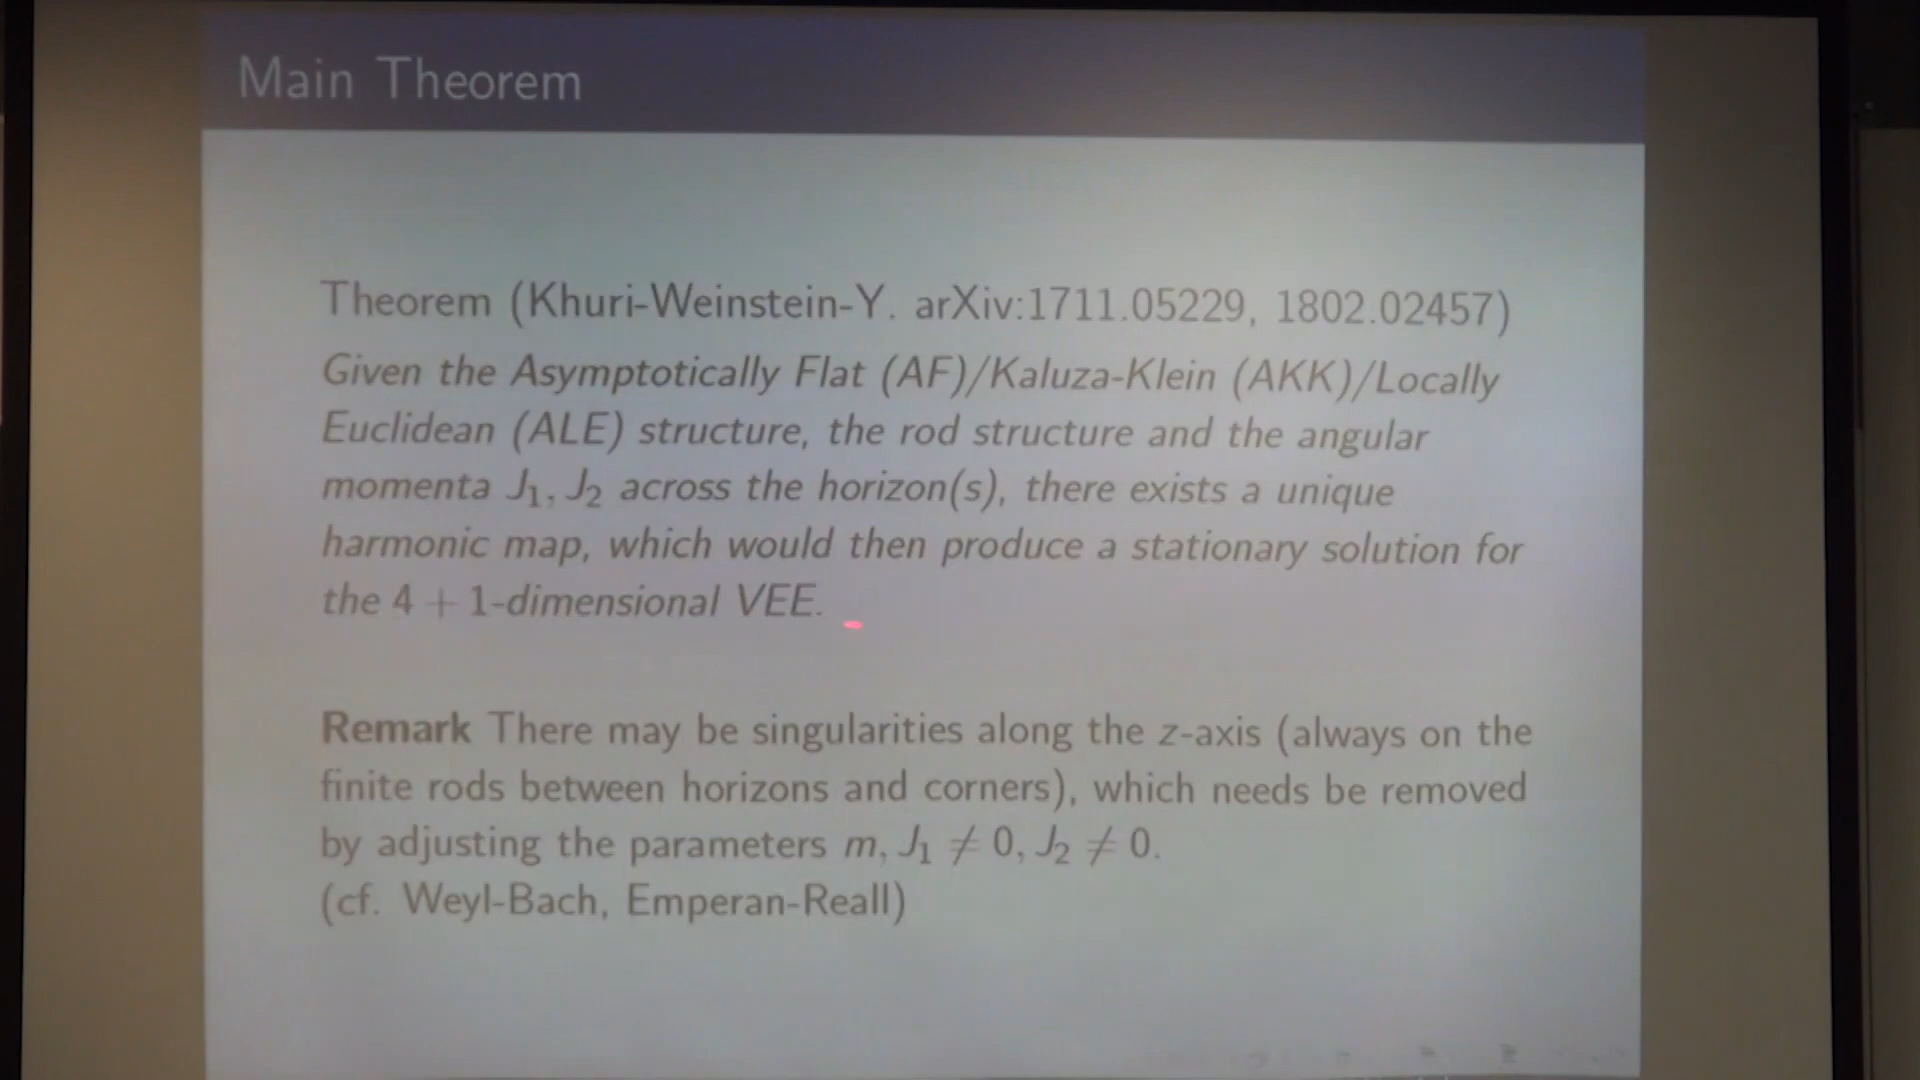 Main Theorem
Theorem (Khuri-Weinstein-Y. arXiv:1711.05229, 1802.02457)
Given the Asymptotically Flat (AF)/Kaluza-Klein (AKK)/Locally
Euclidean (ALE) structure, the rod structure and the angular
momenta J₁, J₂ across the horizon(s), there exists a unique
harmonic map, which would then produce a stationary solution for
the 4 + 1-dimensional VEE.
Remark There may be singularities along the z-axis (always on the
finite rods between horizons and corners), which needs be removed
by adjusting the parameters m, J₁ ≠ 0, J₂ ≠ 0.
(cf. Weyl-Bach, Emperan-Reall)